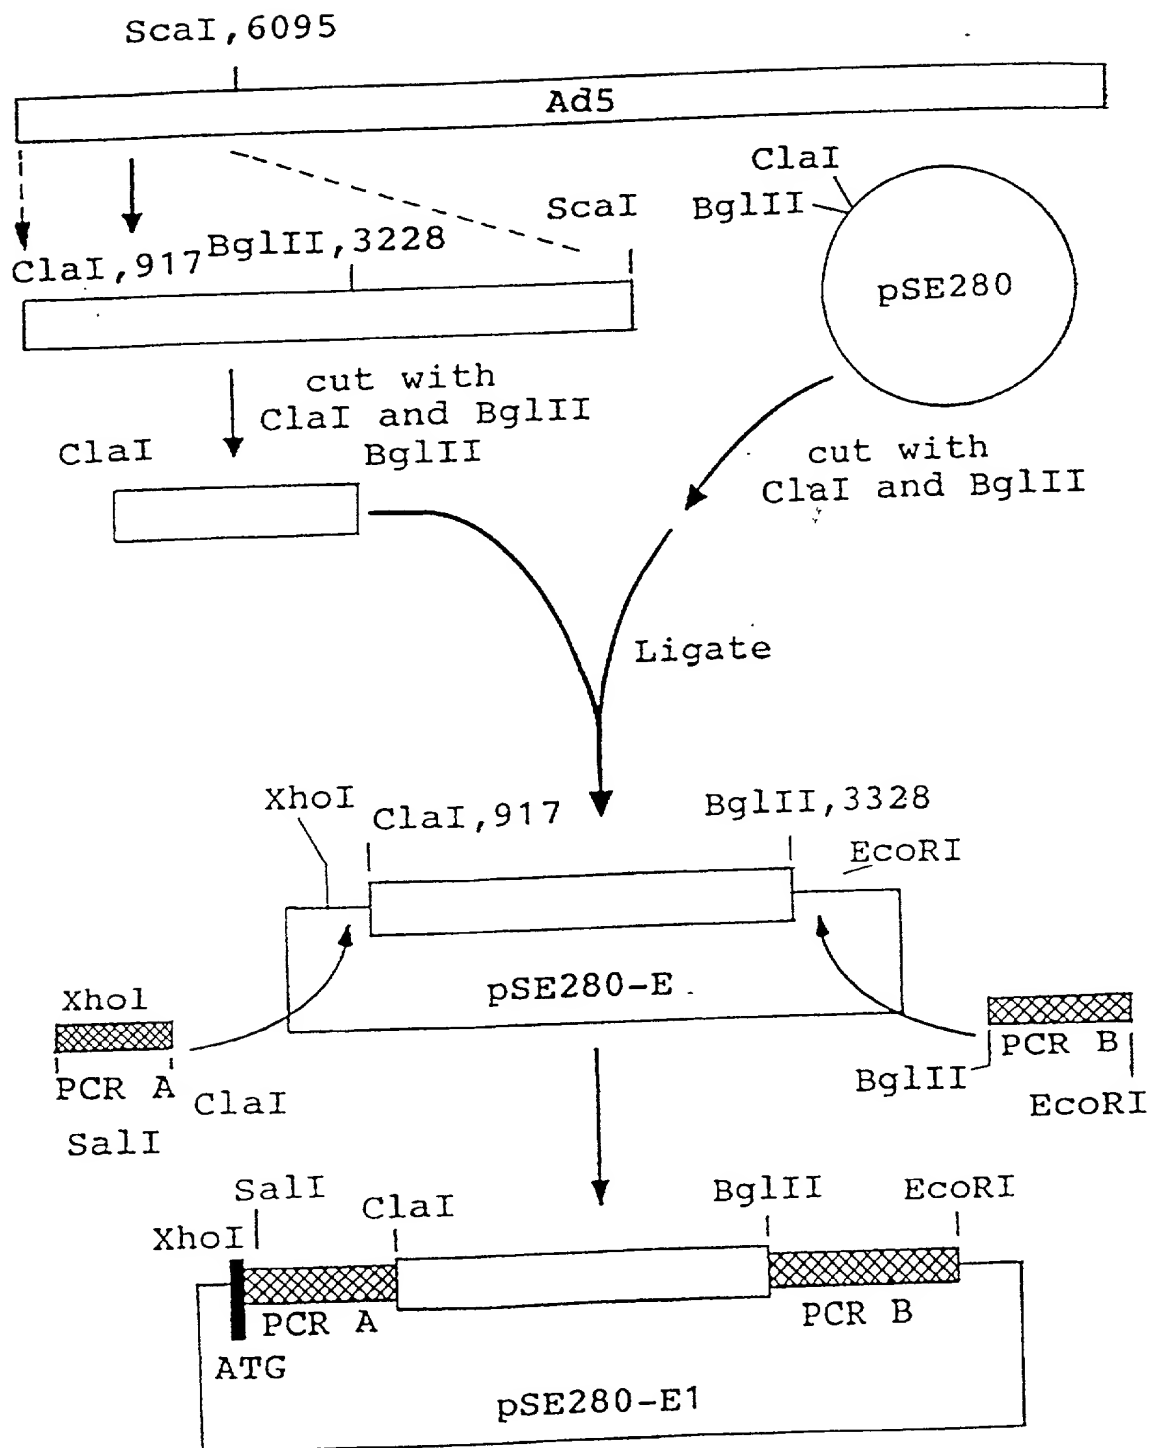 ScaI,6095
Ad5
ClaI
BglII
ScaI
ClaI,917
BglII,3228
pSE280
cut with
ClaI and BglII
ClaI
BglII
cut with
ClaI and BglII
Ligate
XhoI
ClaI,917
BglII,3328
EcoRI
pSE280-E
Xhol
PCR A
ClaI
SalI
PCR B
BglII
EcoRI
SalI
ClaI
BglII
EcoRI
XhoI
PCR A
PCR B
ATG
pSE280-E1